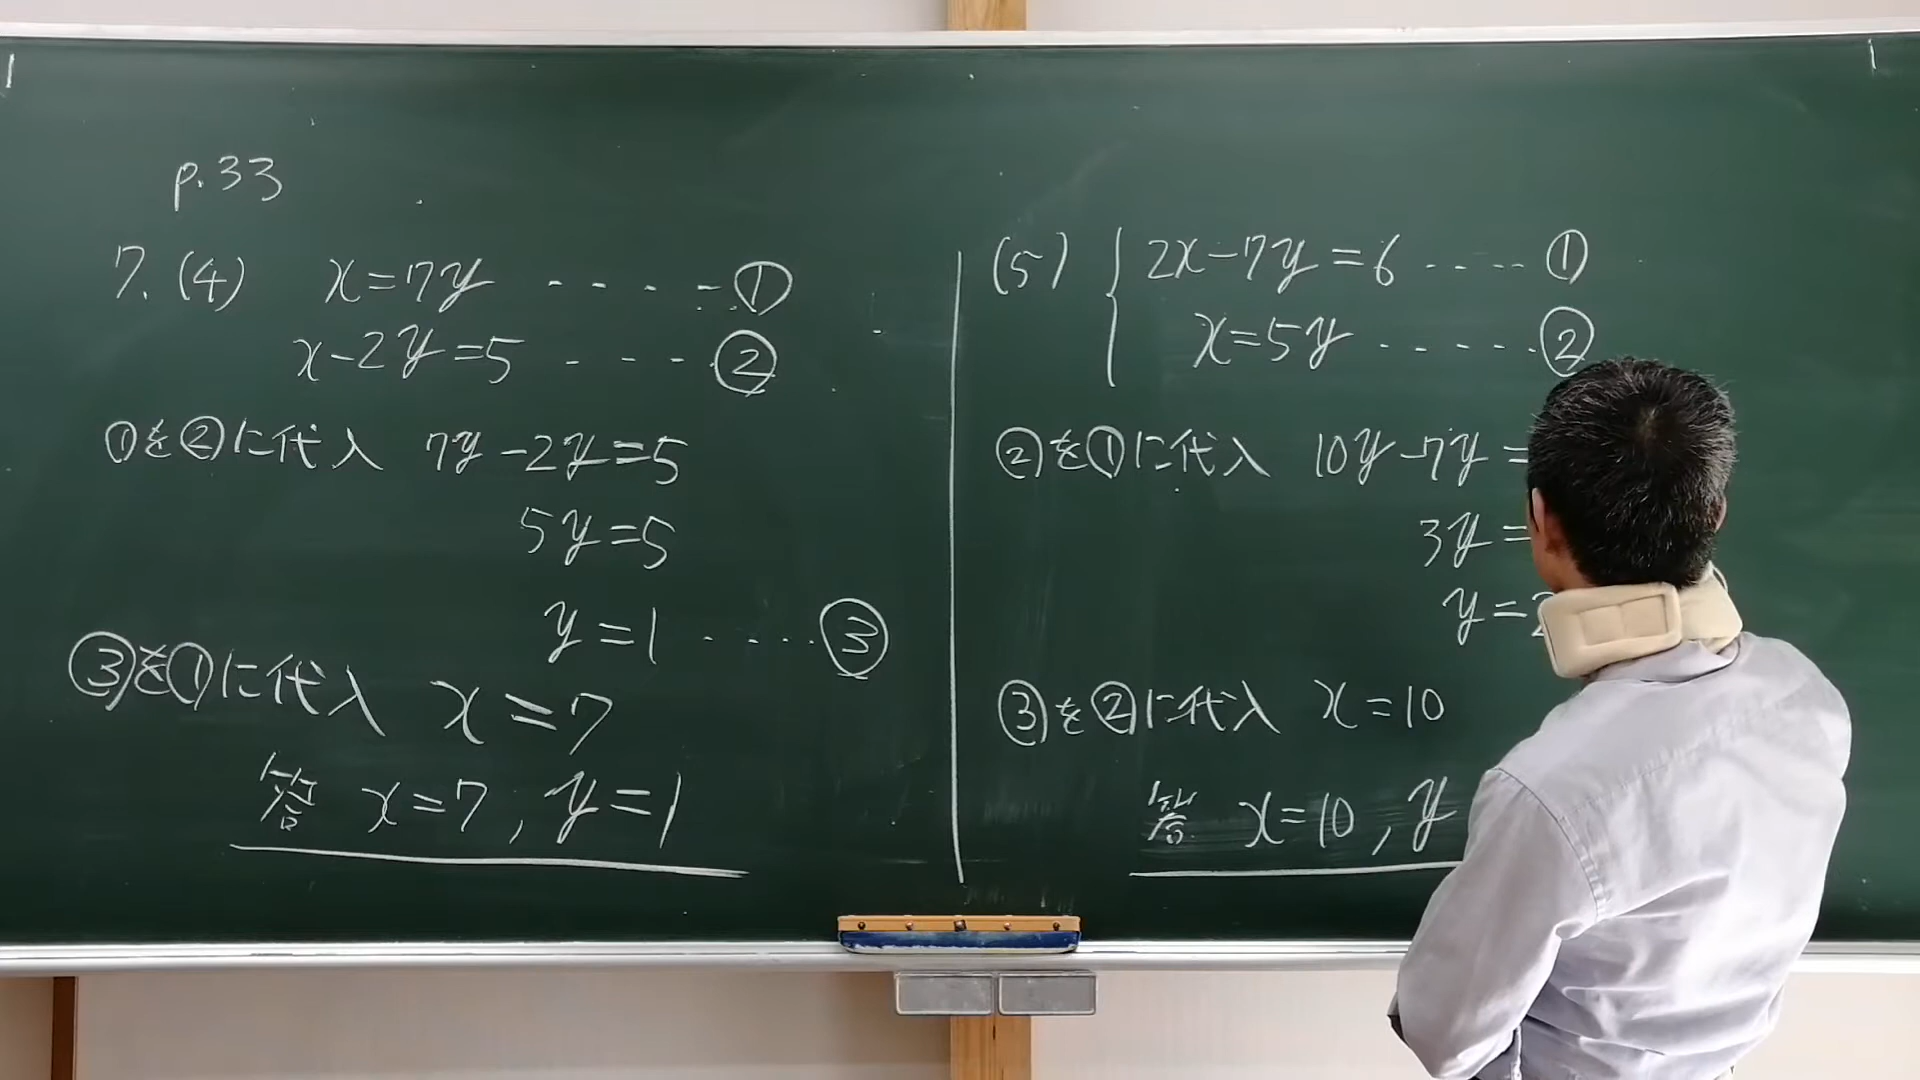 p.33
7. (4) x=7y ‥‥‥①
x-2y=5 ‥‥②
①を②に代入 7y-2y=5
5y=5
y=1 ‥‥③
③を①に代入 x=7
答 x=7, y=1
(5) { 2x-7y=6 ‥‥①
x=5y ‥‥‥②
②を①に代入 10y-7y=
3y=
y=2
③を②に代入 x=10
答 x=10, y